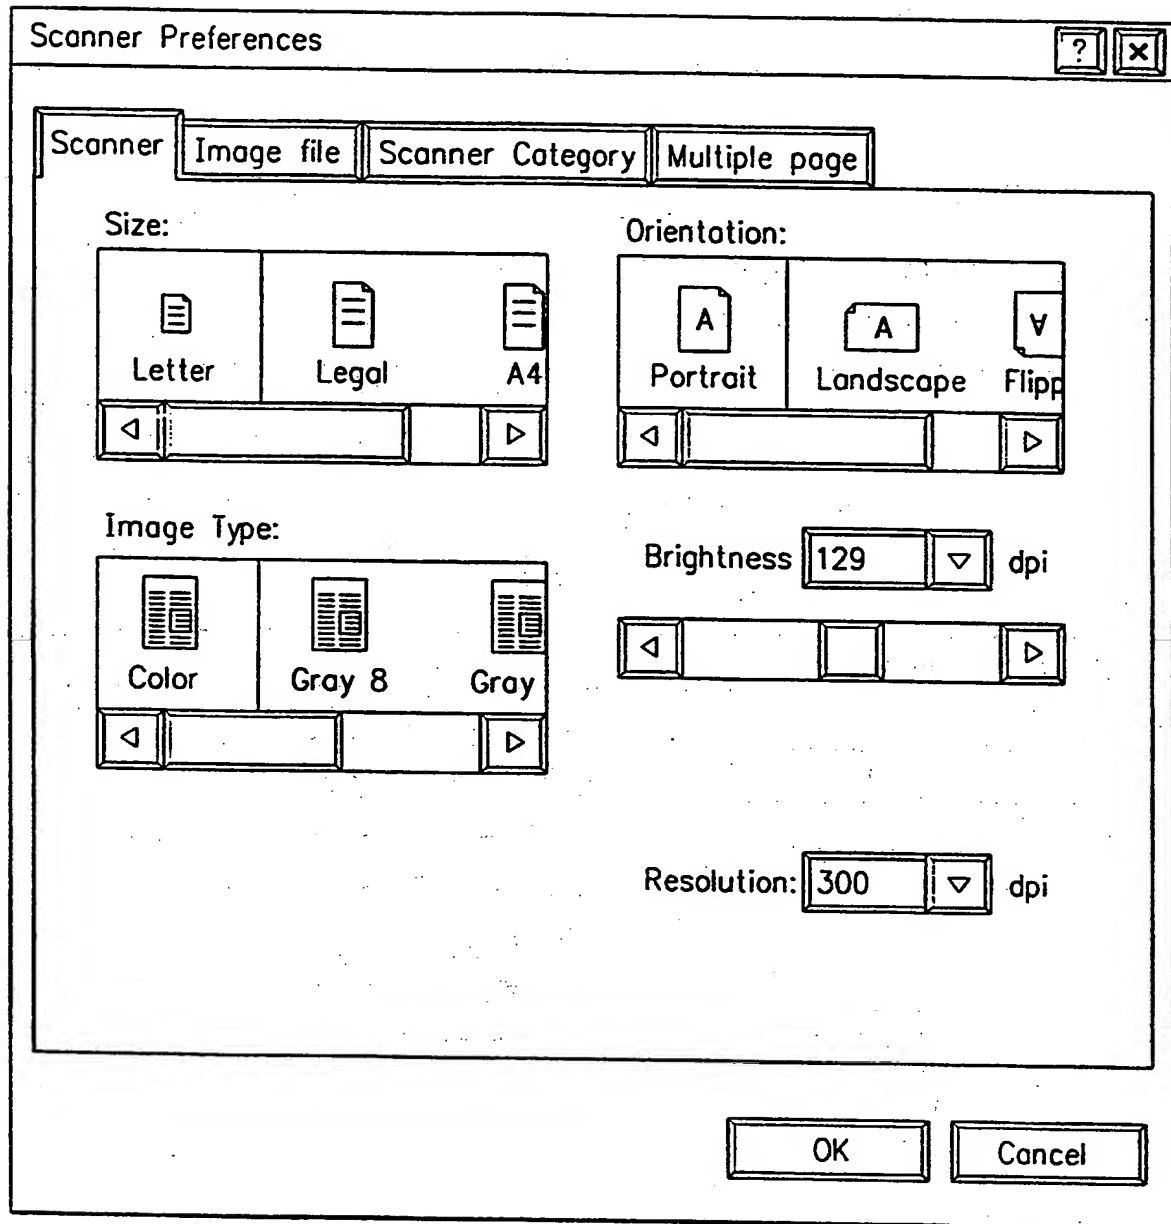 Scanner Preferences
? ×
Scanner Image file Scanner Category Multiple page
Size:
Letter Legal A4
Orientation:
A A A
Portrait Landscape Flipp
Image Type:
Color Gray 8 Gray
Brightness 129 dpi
Resolution: 300 dpi
OK Cancel